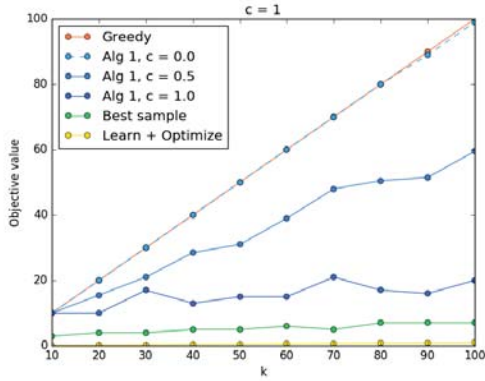 c = 1
Greedy
Alg 1, c = 0.0
Alg 1, c = 0.5
Alg 1, c = 1.0
Best sample
Learn + Optimize
Objective value
100
80
60
40
20
0
10 20 30 40 50 60 70 80 90 100
k